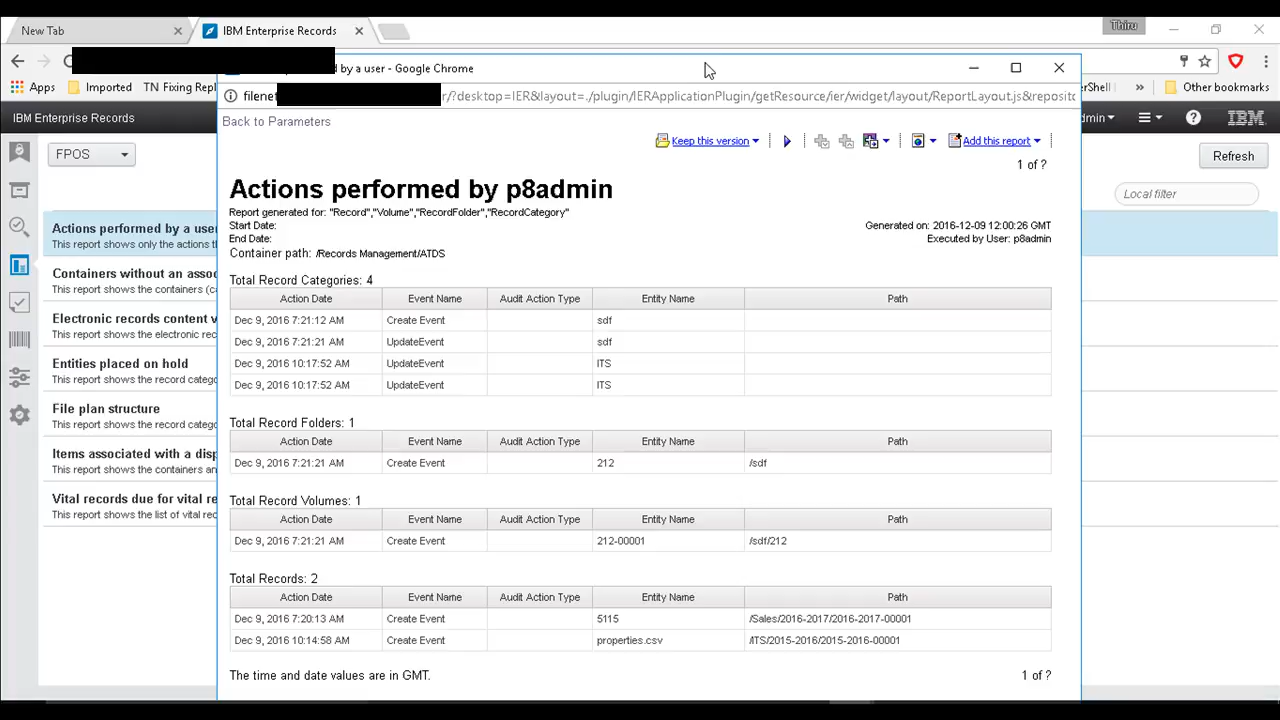 New Tab
IBM Enterprise Records
Thiru
by a user - Google Chrome
Apps
Imported
TN Fixing Repl
Shell
Other bookmarks
filenet
r/?desktop=IER&layout=./plugin/IERApplicationPlugin/getResource/ier/widget/layout/ReportLayout.js&reposito
IBM Enterprise Records
IBM
Back to Parameters
FPOS
Keep this version
Add this report
Refresh
1 of ?
Local filter
Actions performed by p8admin
Report generated for: "Record","Volume","RecordFolder","RecordCategory"
Start Date:
Generated on: 2016-12-09 12:00:26 GMT
End Date:
Executed by User: p8admin
Container path: /Records Management/ATDS
Actions performed by a use
This report shows only the actions th
Containers without an assoc
This report shows the containers (ca
Electronic records content v
This report shows the electronic rec
Entities placed on hold
This report shows the record catego
File plan structure
This report shows the record catego
Items associated with a disp
This report shows the containers an
Vital records due for vital re
This report shows the list of vital rec
Total Record Categories: 4
Action Date Event Name Audit Action Type Entity Name Path
Dec 9, 2016 7:21:12 AM Create Event sdf
Dec 9, 2016 7:21:21 AM UpdateEvent sdf
Dec 9, 2016 10:17:52 AM UpdateEvent ITS
Dec 9, 2016 10:17:52 AM UpdateEvent ITS
Total Record Folders: 1
Action Date Event Name Audit Action Type Entity Name Path
Dec 9, 2016 7:21:21 AM Create Event 212 /sdf
Total Record Volumes: 1
Action Date Event Name Audit Action Type Entity Name Path
Dec 9, 2016 7:21:21 AM Create Event 212-00001 /sdf/212
Total Records: 2
Action Date Event Name Audit Action Type Entity Name Path
Dec 9, 2016 7:20:13 AM Create Event 5115 /Sales/2016-2017/2016-2017-00001
Dec 9, 2016 10:14:58 AM Create Event properties.csv /ITS/2015-2016/2015-2016-00001
The time and date values are in GMT.
1 of ?